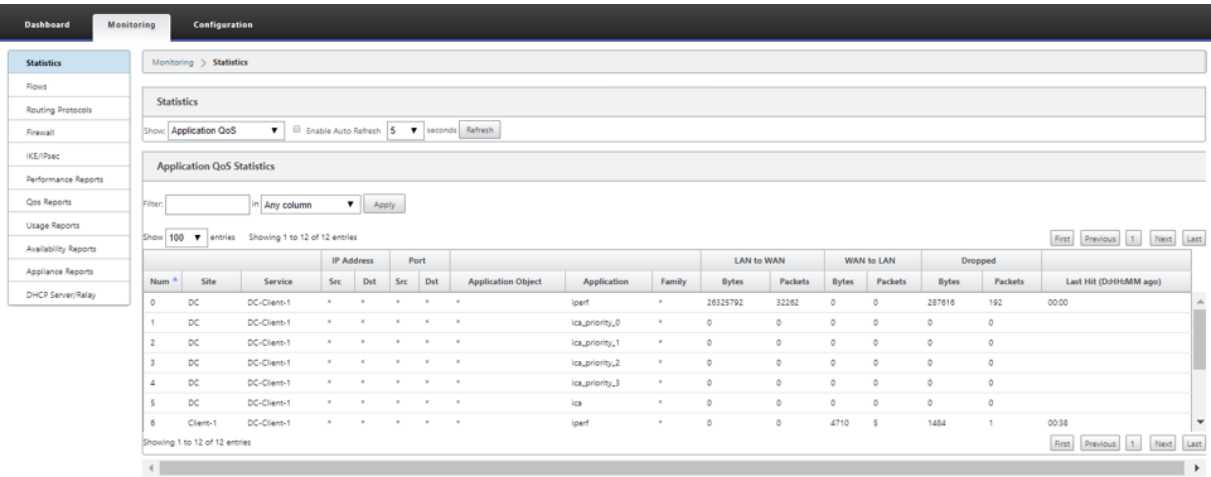 Dashboard Monitoring Configuration
Statistics
Flows
Routing Protocols
Firewall
IKE/IPsec
Performance Reports
Qos Reports
Usage Reports
Availability Reports
Appliance Reports
DHCP Server/Relay
Monitoring > Statistics
Statistics
Show: Application QoS ▼ Enable Auto Refresh 5 ▼ seconds Refresh
Application QoS Statistics
Filter: in Any column ▼ Apply
Show 100 ▼ entries Showing 1 to 12 of 12 entries First Previous 1 Next Last
IP Address Port LAN to WAN WAN to LAN Dropped
Num Site Service Src Dst Src Dst Application Object Application Family Bytes Packets Bytes Packets Bytes Packets Last Hit (D:HH:MM ago)
0 DC DC-Client-1 * * * * * iperf * 26325792 32262 0 0 287616 192 00:00
1 DC DC-Client-1 * * * * * ica_priority_0 * 0 0 0 0 0 0
2 DC DC-Client-1 * * * * * ica_priority_1 * 0 0 0 0 0 0
3 DC DC-Client-1 * * * * * ica_priority_2 * 0 0 0 0 0 0
4 DC DC-Client-1 * * * * * ica_priority_3 * 0 0 0 0 0 0
5 DC DC-Client-1 * * * * * ica * 0 0 0 0 0 0
6 Client-1 DC-Client-1 * * * * * iperf * 0 0 4710 5 1484 1 00:38
Showing 1 to 12 of 12 entries First Previous 1 Next Last